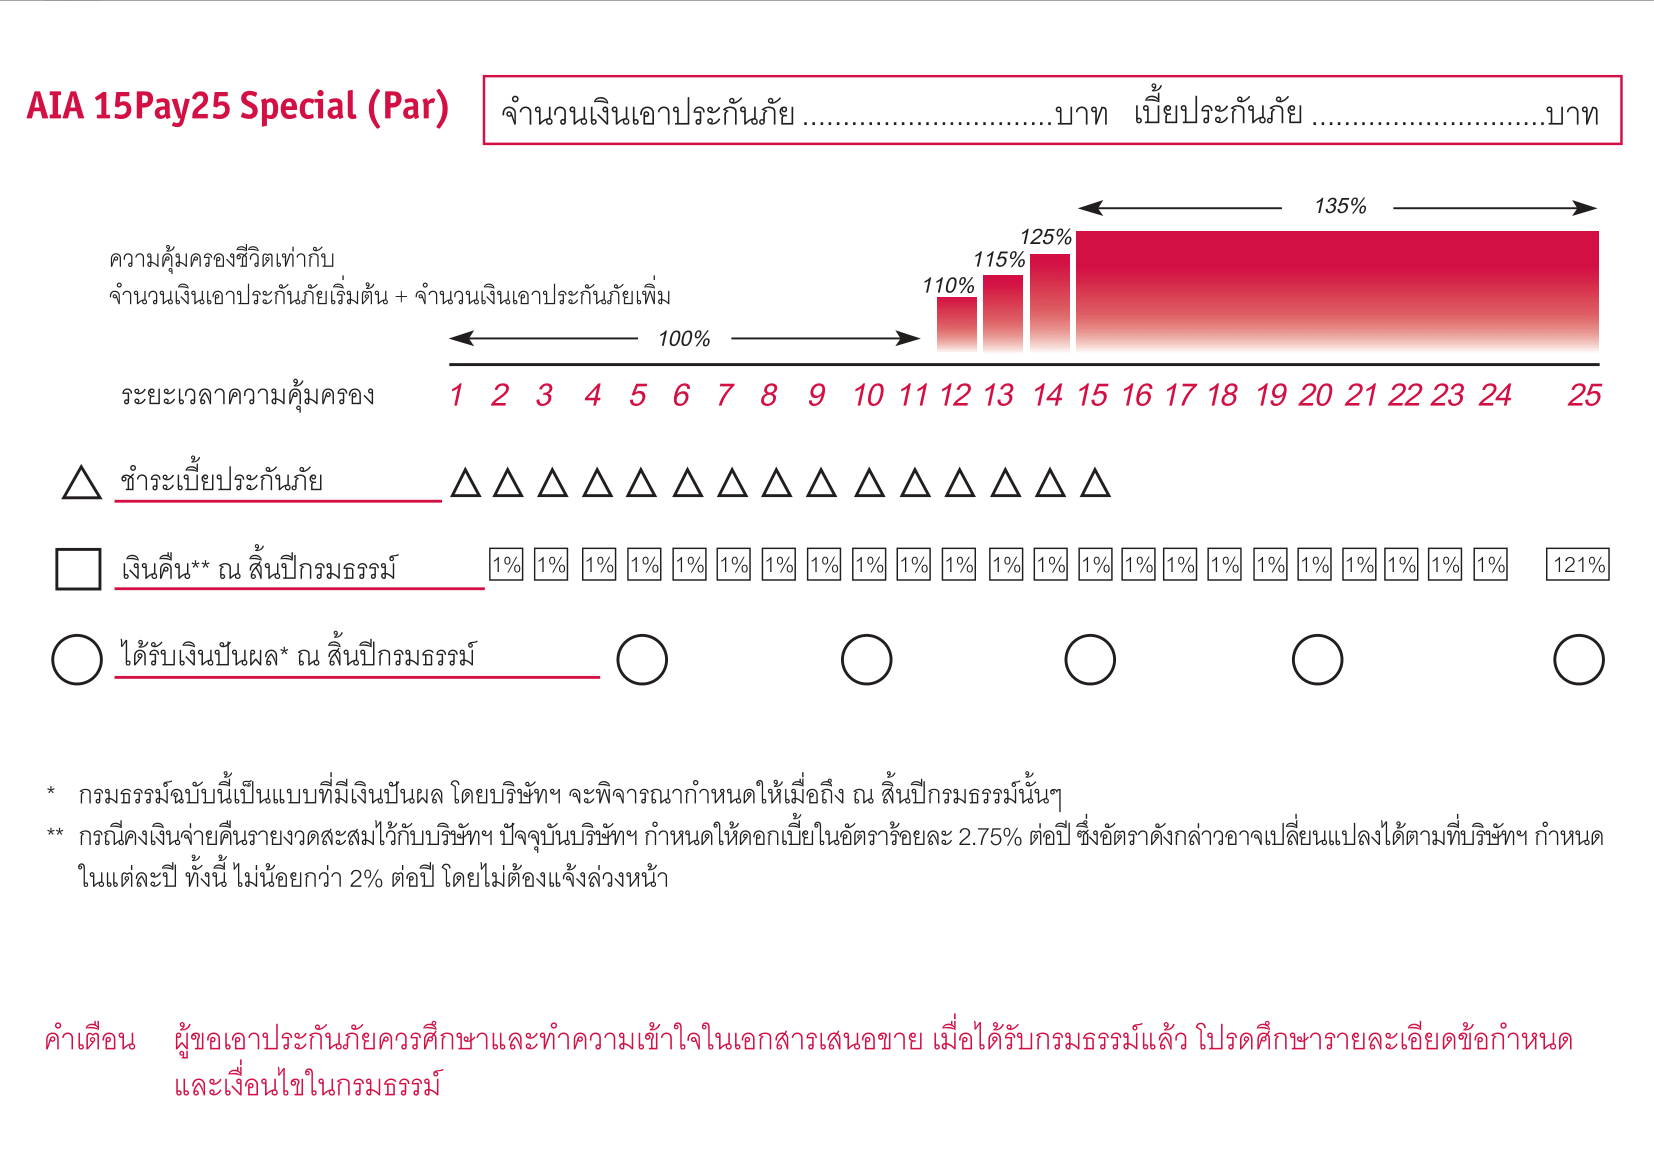 AIA 15Pay25 Special (Par)
จำนวนเงินเอาประกันภัย ...............................บาท เบี้ยประกันภัย .............................บาท
135%
125%
115%
110%
ความคุ้มครองชีวิตเท่ากับ
จำนวนเงินเอาประกันภัยเริ่มต้น + จำนวนเงินเอาประกันภัยเพิ่ม
100%
ระยะเวลาความคุ้มครอง 1 2 3 4 5 6 7 8 9 10 11 12 13 14 15 16 17 18 19 20 21 22 23 24 25
ชำระเบี้ยประกันภัย
เงินคืน** ณ สิ้นปีกรมธรรม์ 1% 1% 1% 1% 1% 1% 1% 1% 1% 1% 1% 1% 1% 1% 1% 1% 1% 1% 1% 1% 1% 1% 1% 121%
ได้รับเงินปันผล* ณ สิ้นปีกรมธรรม์
* กรมธรรม์ฉบับนี้เป็นแบบที่มีเงินปันผล โดยบริษัทฯ จะพิจารณากำหนดให้เมื่อถึง ณ สิ้นปีกรมธรรม์นั้นๆ
** กรณีคงเงินจ่ายคืนรายงวดสะสมไว้กับบริษัทฯ ปัจจุบันบริษัทฯ กำหนดให้ดอกเบี้ยในอัตราร้อยละ 2.75% ต่อปี ซึ่งอัตราดังกล่าวอาจเปลี่ยนแปลงได้ตามที่บริษัทฯ กำหนด
ในแต่ละปี ทั้งนี้ ไม่น้อยกว่า 2% ต่อปี โดยไม่ต้องแจ้งล่วงหน้า
คำเตือน ผู้ขอเอาประกันภัยควรศึกษาและทำความเข้าใจในเอกสารเสนอขาย เมื่อได้รับกรมธรรม์แล้ว โปรดศึกษารายละเอียดข้อกำหนด
และเงื่อนไขในกรมธรรม์